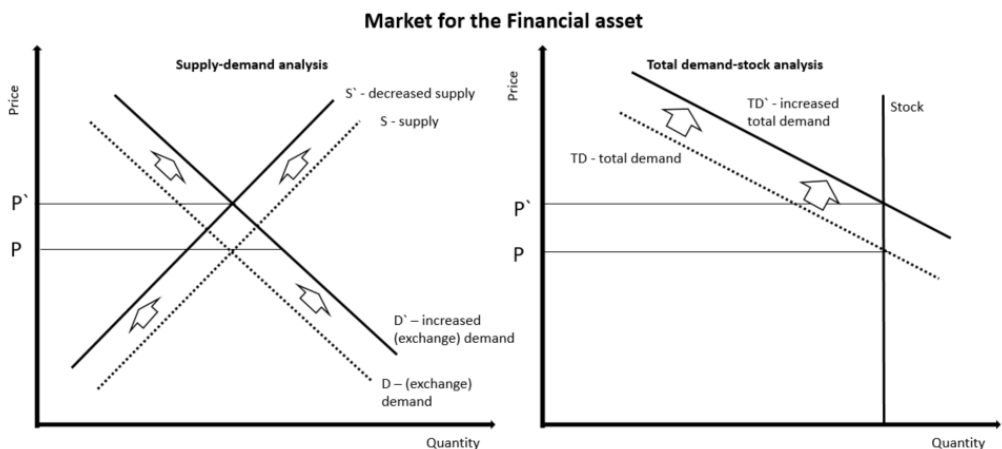 Market for the Financial asset
Supply-demand analysis
Price
S` - decreased supply
S - supply
P`
P
D` – increased
(exchange) demand
D – (exchange)
demand
Quantity
Total demand-stock analysis
Price
TD` - increased
total demand
Stock
TD - total demand
P`
P
Quantity